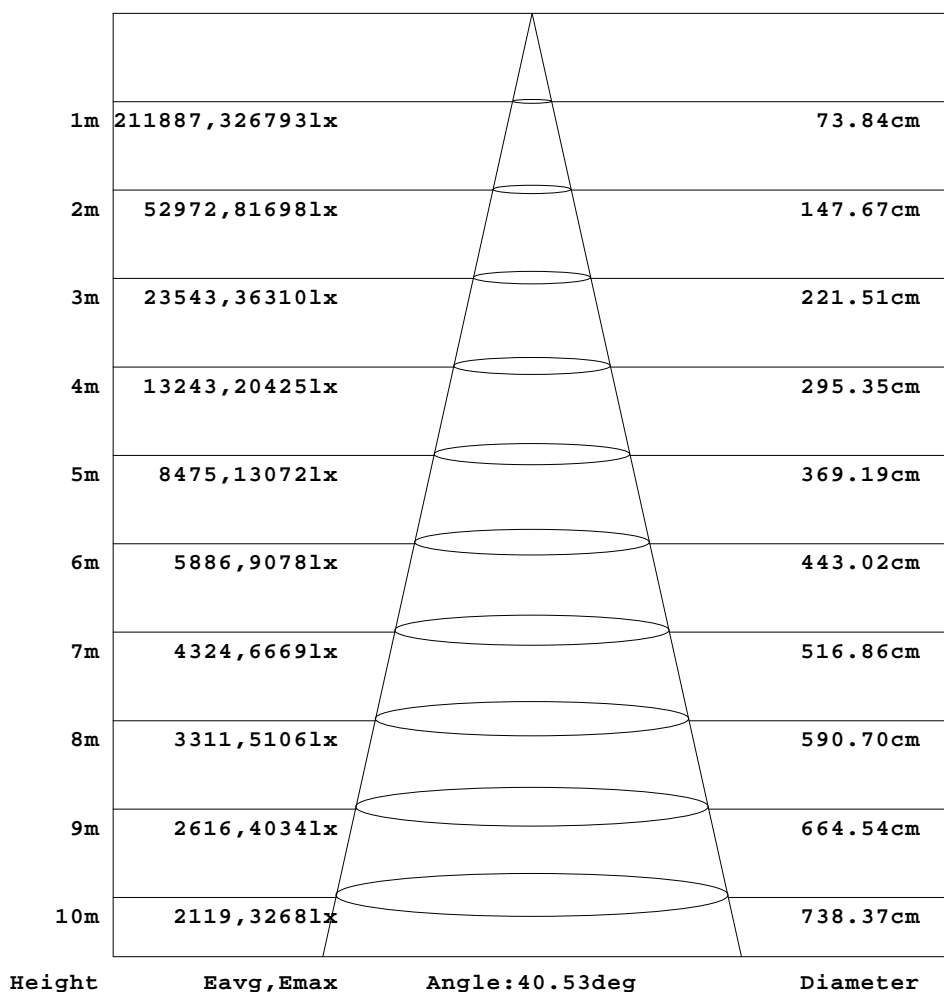 1m 211887,326793lx 73.84cm
2m 52972,81698lx 147.67cm
3m 23543,36310lx 221.51cm
4m 13243,20425lx 295.35cm
5m 8475,13072lx 369.19cm
6m 5886,9078lx 443.02cm
7m 4324,6669lx 516.86cm
8m 3311,5106lx 590.70cm
9m 2616,4034lx 664.54cm
10m 2119,3268lx 738.37cm
Height Eavg,Emax Angle:40.53deg Diameter